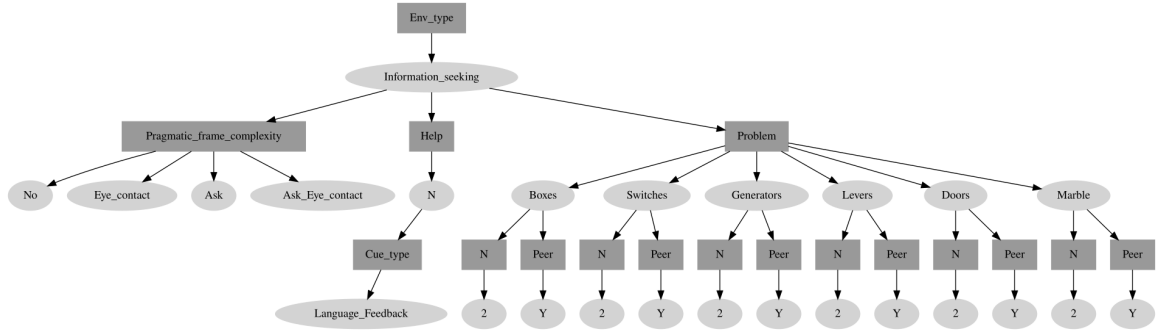 Env_type
Information_seeking
Pragmatic_frame_complexity Help Problem
No Eye_contact Ask Ask_Eye_contact N Boxes Switches Generators Levers Doors Marble
Cue_type N Peer N Peer N Peer N Peer N Peer N Peer
Language_Feedback 2 Y 2 Y 2 Y 2 Y 2 Y 2 Y